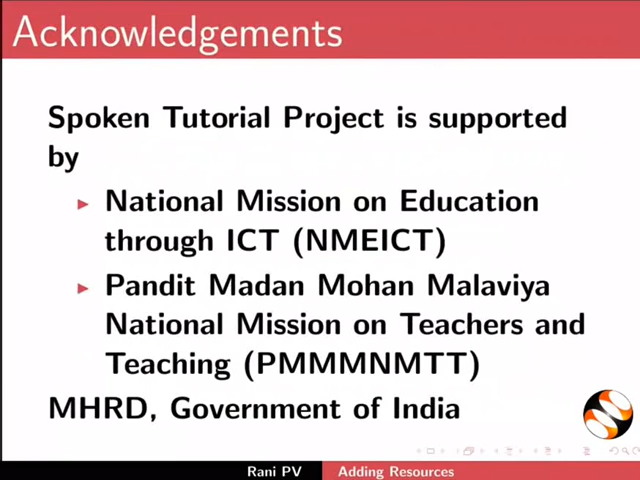 Acknowledgements
Spoken Tutorial Project is supported
by
National Mission on Education
through ICT (NMEICT)
Pandit Madan Mohan Malaviya
National Mission on Teachers and
Teaching (PMMMNMTT)
MHRD, Government of India
Rani PV Adding Resources